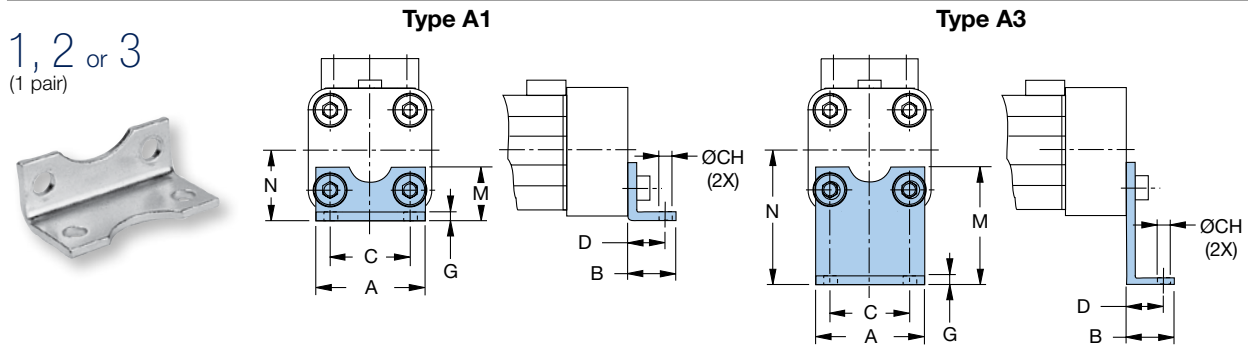 Type A1
Type A3
1, 2 or 3
(1 pair)
N
M
C
A
G
ØCH
(2X)
D
B
N
M
C
A
G
ØCH
(2X)
D
B